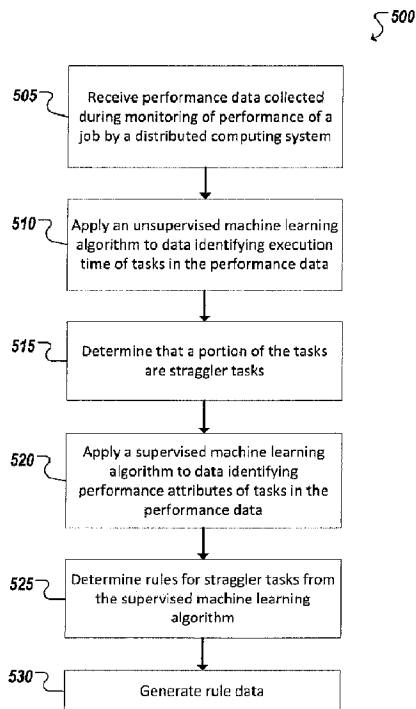 500
505
Receive performance data collected
during monitoring of performance of a
job by a distributed computing system
510
Apply an unsupervised machine learning
algorithm to data identifying execution
time of tasks in the performance data
515
Determine that a portion of the tasks
are straggler tasks
520
Apply a supervised machine learning
algorithm to data identifying
performance attributes of tasks in the
performance data
525
Determine rules for straggler tasks from
the supervised machine learning
algorithm
530
Generate rule data